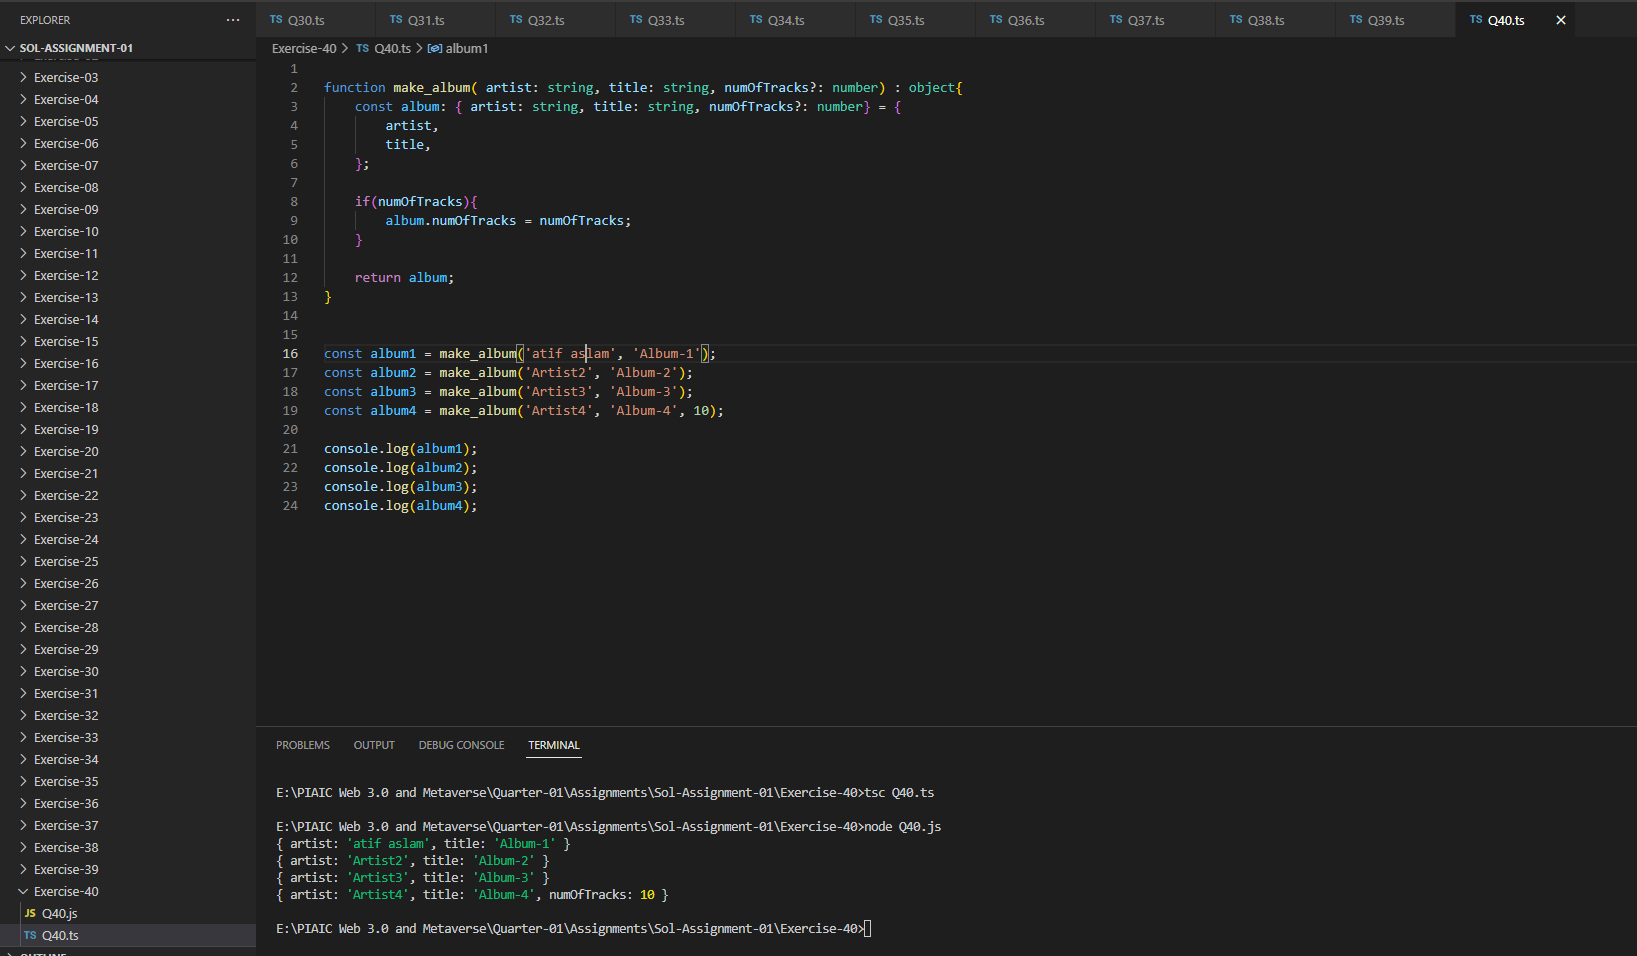 EXPLORER ···
SOL-ASSIGNMENT-01
Exercise-03
Exercise-04
Exercise-05
Exercise-06
Exercise-07
Exercise-08
Exercise-09
Exercise-10
Exercise-11
Exercise-12
Exercise-13
Exercise-14
Exercise-15
Exercise-16
Exercise-17
Exercise-18
Exercise-19
Exercise-20
Exercise-21
Exercise-22
Exercise-23
Exercise-24
Exercise-25
Exercise-26
Exercise-27
Exercise-28
Exercise-29
Exercise-30
Exercise-31
Exercise-32
Exercise-33
Exercise-34
Exercise-35
Exercise-36
Exercise-37
Exercise-38
Exercise-39
Exercise-40
JS Q40.js
TS Q40.ts
OUTLINE
TS Q30.ts TS Q31.ts TS Q32.ts TS Q33.ts TS Q34.ts TS Q35.ts TS Q36.ts TS Q37.ts TS Q38.ts TS Q39.ts TS Q40.ts
Exercise-40 > TS Q40.ts > album1
1
2 function make_album( artist: string, title: string, numOfTracks?: number) : object{
3 const album: { artist: string, title: string, numOfTracks?: number} = {
4 artist,
5 title,
6 };
7
8 if(numOfTracks){
9 album.numOfTracks = numOfTracks;
10 }
11
12 return album;
13 }
14
15
16 const album1 = make_album('atif aslam', 'Album-1');
17 const album2 = make_album('Artist2', 'Album-2');
18 const album3 = make_album('Artist3', 'Album-3');
19 const album4 = make_album('Artist4', 'Album-4', 10);
20
21 console.log(album1);
22 console.log(album2);
23 console.log(album3);
24 console.log(album4);
PROBLEMS OUTPUT DEBUG CONSOLE TERMINAL
E:\PIAIC Web 3.0 and Metaverse\Quarter-01\Assignments\Sol-Assignment-01\Exercise-40>tsc Q40.ts
E:\PIAIC Web 3.0 and Metaverse\Quarter-01\Assignments\Sol-Assignment-01\Exercise-40>node Q40.js
{ artist: 'atif aslam', title: 'Album-1' }
{ artist: 'Artist2', title: 'Album-2' }
{ artist: 'Artist3', title: 'Album-3' }
{ artist: 'Artist4', title: 'Album-4', numOfTracks: 10 }
E:\PIAIC Web 3.0 and Metaverse\Quarter-01\Assignments\Sol-Assignment-01\Exercise-40>